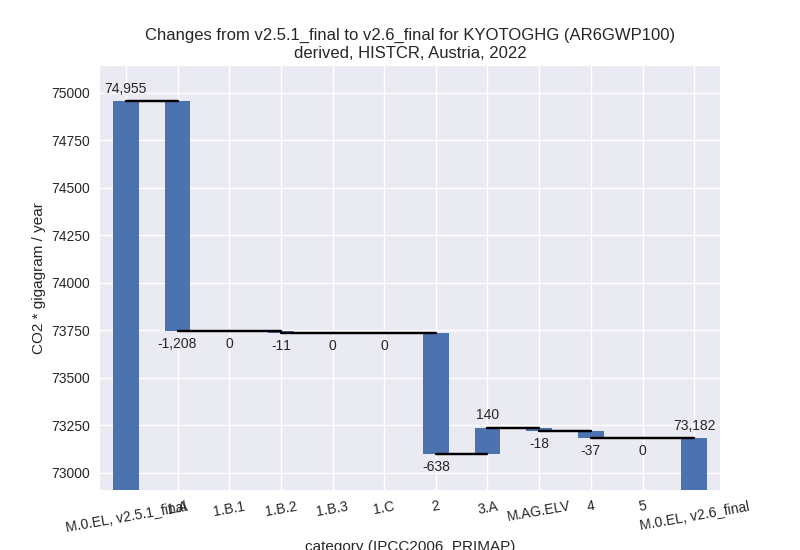 Changes from v2.5.1_final to v2.6_final for KYOTOGHG (AR6GWP100)
derived, HISTCR, Austria, 2022
CO2 * gigagram / year
75000
74750
74500
74250
74000
73750
73500
73250
73000
74,955
-1,208
0
-11
0
0
-638
140
-18
-37
0
73,182
M.0.EL, v2.5.1_final
1.A
1.B.1
1.B.2
1.B.3
1.C
2
3.A
M.AG.ELV
4
5
M.0.EL, v2.6_final
category (IPCC2006_PRIMAP)